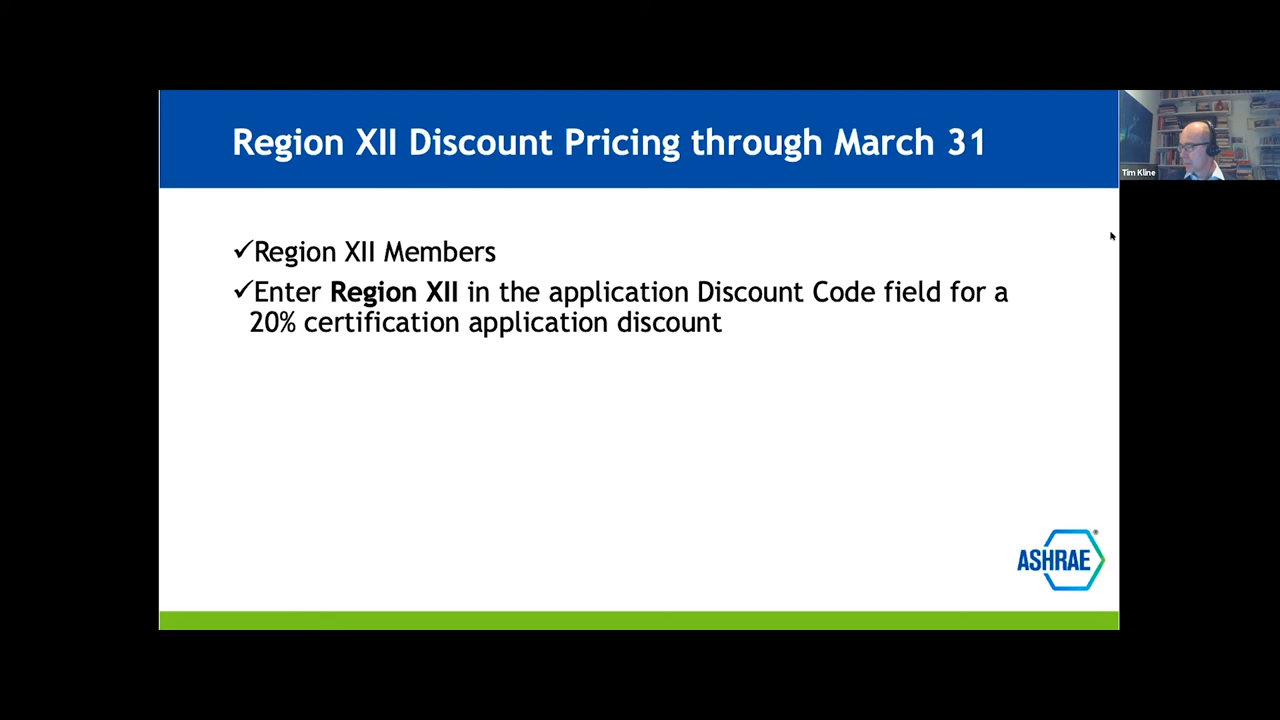 Region XII Discount Pricing through March 31
Tim Kline
✓Region XII Members
✓Enter Region XII in the application Discount Code field for a
20% certification application discount
ASHRAE®